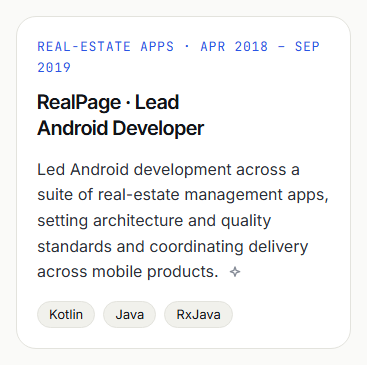 REAL-ESTATE APPS · APR 2018 – SEP
2019
RealPage · Lead
Android Developer
Led Android development across a
suite of real-estate management apps,
setting architecture and quality
standards and coordinating delivery
across mobile products.
Kotlin Java RxJava